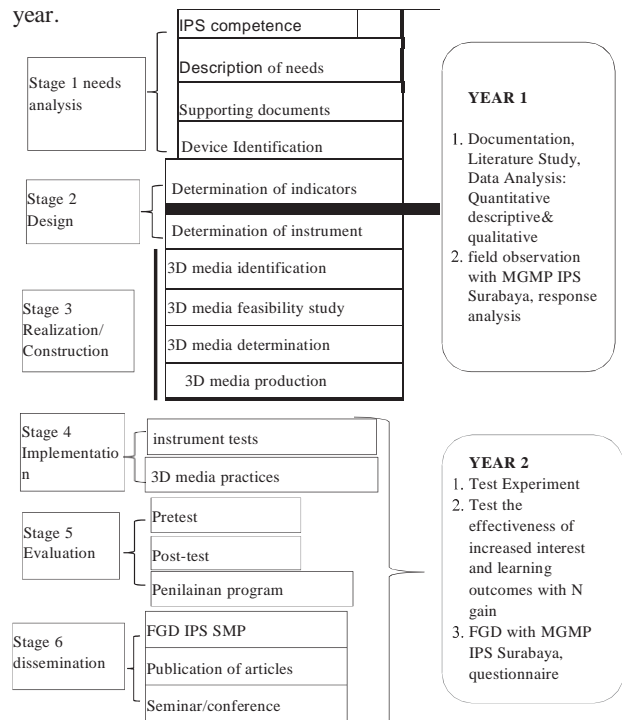 year.
Stage 1 needs
analysis
IPS competence
Description of needs
Supporting documents
Device Identification
Stage 2
Design
Determination of indicators
Determination of instrument
Stage 3
Realization/
Construction
3D media identification
3D media feasibility study
3D media determination
3D media production
YEAR 1
1. Documentation,
Literature Study,
Data Analysis:
Quantitative
descriptive&
qualitative
2. field observation
with MGMP IPS
Surabaya, response
analysis
Stage 4
Implementatio
n
instrument tests
3D media practices
Stage 5
Evaluation
Pretest
Post-test
Penilainan program
Stage 6
dissemination
FGD IPS SMP
Publication of articles
Seminar/conference
YEAR 2
1. Test Experiment
2. Test the
effectiveness of
increased interest
and learning
outcomes with N
gain
3. FGD with MGMP
IPS Surabaya,
questionnaire